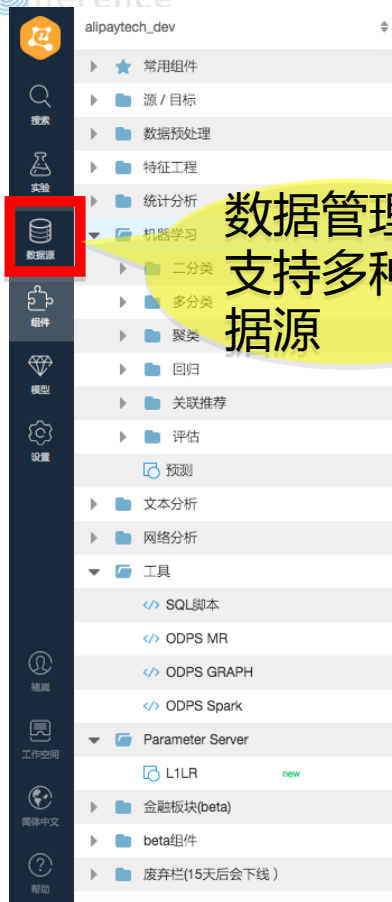 alipaytech_dev
常用组件
搜索
源 / 目标
数据预处理
实验
特征工程
统计分析
数据源
机器学习
二分类
组件
多分类
聚类
模型
回归
关联推荐
设置
评估
预测
文本分析
网络分析
工具
SQL脚本
ODPS MR
ODPS GRAPH
ODPS Spark
工作空间
Parameter Server
L1LR new
简体中文
金融板块(beta)
beta组件
帮助
废弃栏(15天后会下线)
数据管理
支持多种
据源